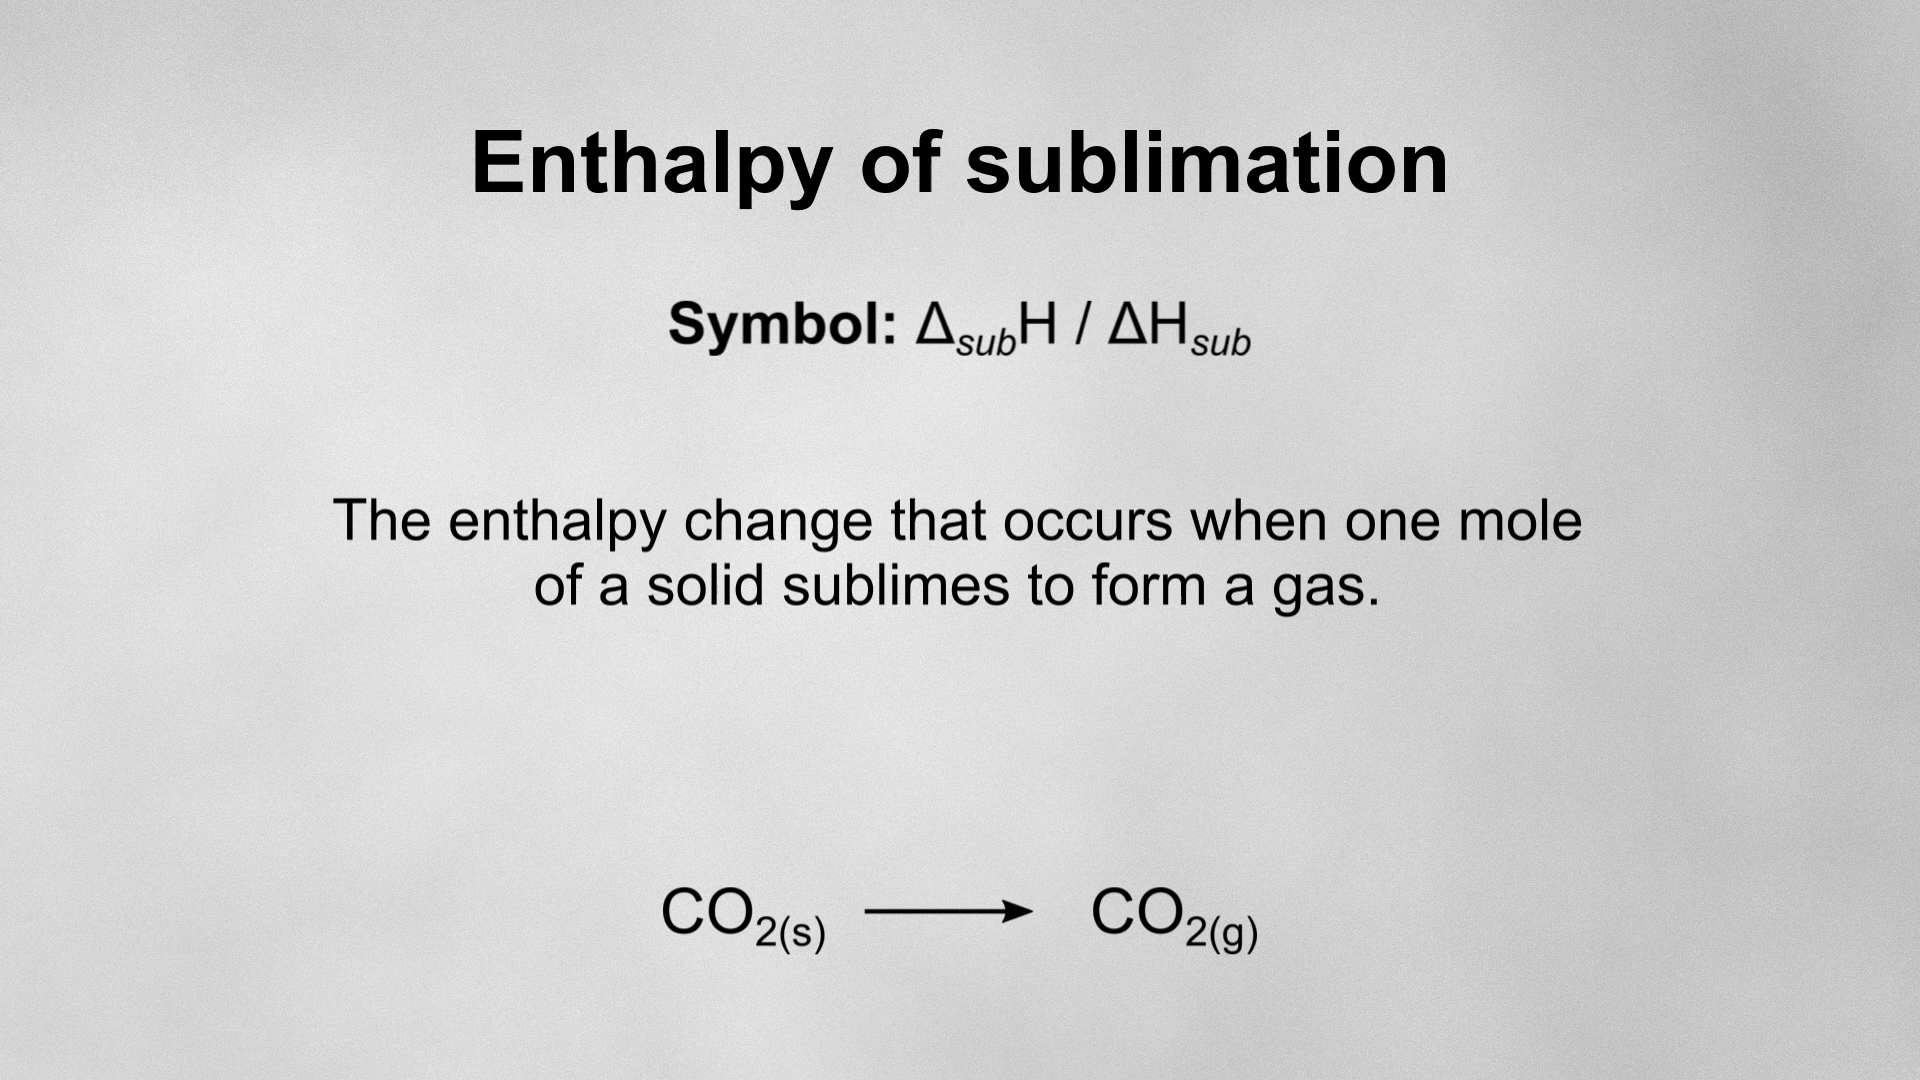 Enthalpy of sublimation
Symbol: Δsub​H / ΔHsub
The enthalpy change that occurs when one mole
of a solid sublimes to form a gas.
CO2(s) ⟶ CO2(g)